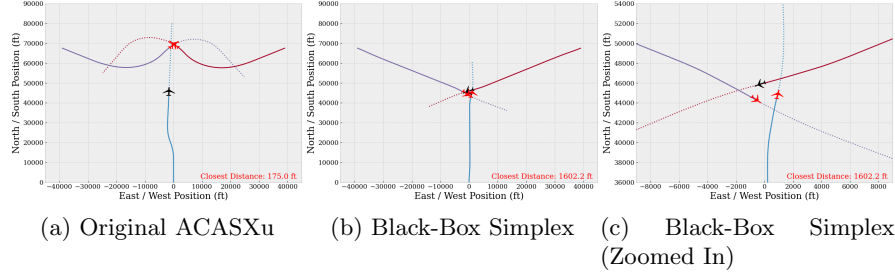 90000
80000
70000
60000
50000
40000
30000
20000
10000
0
North / South Position (ft)
−40000 −30000 −20000 −10000 0 10000 20000 30000 40000
East / West Position (ft)
Closest Distance: 175.0 ft
(a) Original ACASXu
90000
80000
70000
60000
50000
40000
30000
20000
10000
0
North / South Position (ft)
−40000 −30000 −20000 −10000 0 10000 20000 30000 40000
East / West Position (ft)
Closest Distance: 1602.2 ft
(b) Black-Box Simplex
54000
52000
50000
48000
46000
44000
42000
40000
38000
36000
North / South Position (ft)
−8000 −6000 −4000 −2000 0 2000 4000 6000 8000
East / West Position (ft)
Closest Distance: 1602.2 ft
(c) Black-Box Simplex
(Zoomed In)